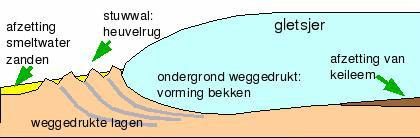 afzetting
smeltwater
zanden
stuwwal:
heuvelrug
gletsjer
ondergrond weggedrukt:
vorming bekken
afzetting van
keileem
weggedrukte lagen